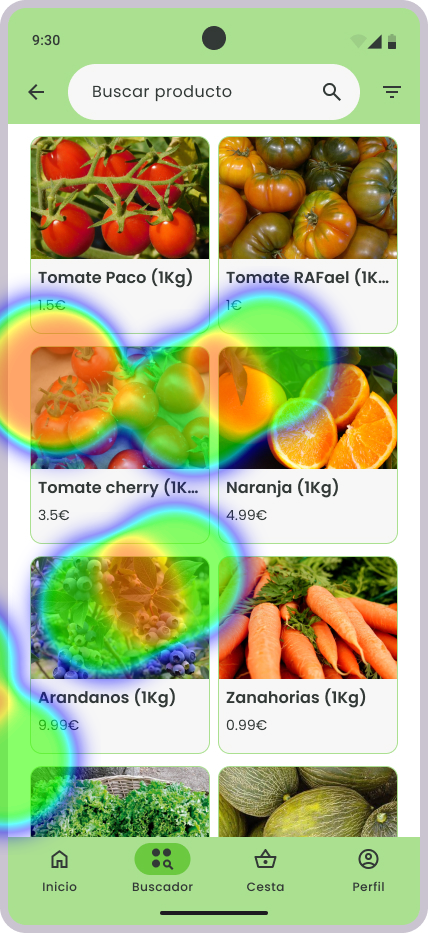 9:30
Buscar producto
Tomate Paco (1Kg)
1.5€
Tomate RAFael (1K...
1€
Tomate cherry (1K...
3.5€
Naranja (1Kg)
4.99€
Arandanos (1Kg)
9.99€
Zanahorias (1Kg)
0.99€
Inicio
Buscador
Cesta
Perfil